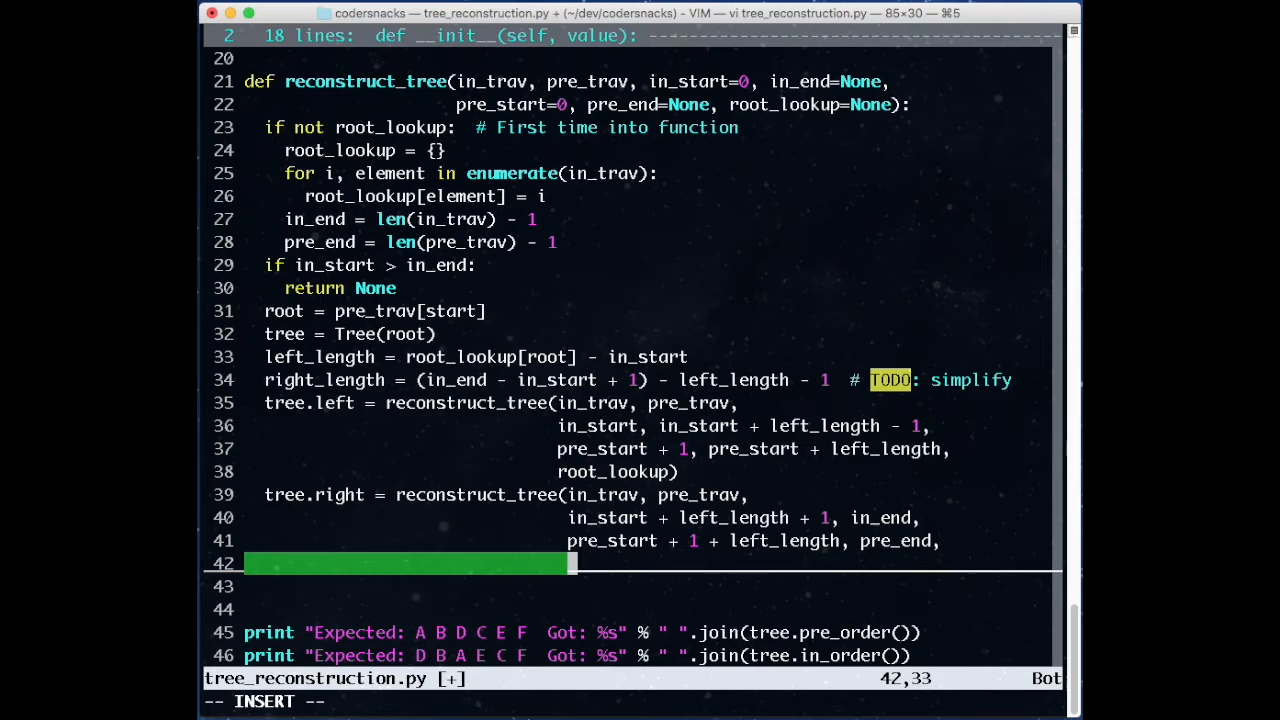 codersnacks — tree_reconstruction.py + (~/dev/codersnacks) - VIM — vi tree_reconstruction.py — 85×30 — ⌘5
2 18 lines: def __init__(self, value): -----------------------------------------
20
21 def reconstruct_tree(in_trav, pre_trav, in_start=0, in_end=None,
22 pre_start=0, pre_end=None, root_lookup=None):
23 if not root_lookup: # First time into function
24 root_lookup = {}
25 for i, element in enumerate(in_trav):
26 root_lookup[element] = i
27 in_end = len(in_trav) - 1
28 pre_end = len(pre_trav) - 1
29 if in_start > in_end:
30 return None
31 root = pre_trav[start]
32 tree = Tree(root)
33 left_length = root_lookup[root] - in_start
34 right_length = (in_end - in_start + 1) - left_length - 1 # TODO: simplify
35 tree.left = reconstruct_tree(in_trav, pre_trav,
36 in_start, in_start + left_length - 1,
37 pre_start + 1, pre_start + left_length,
38 root_lookup)
39 tree.right = reconstruct_tree(in_trav, pre_trav,
40 in_start + left_length + 1, in_end,
41 pre_start + 1 + left_length, pre_end,
42
43
44
45 print "Expected: A B D C E F Got: %s" % " ".join(tree.pre_order())
46 print "Expected: D B A E C F Got: %s" % " ".join(tree.in_order())
tree_reconstruction.py [+] 42,33 Bot
-- INSERT --